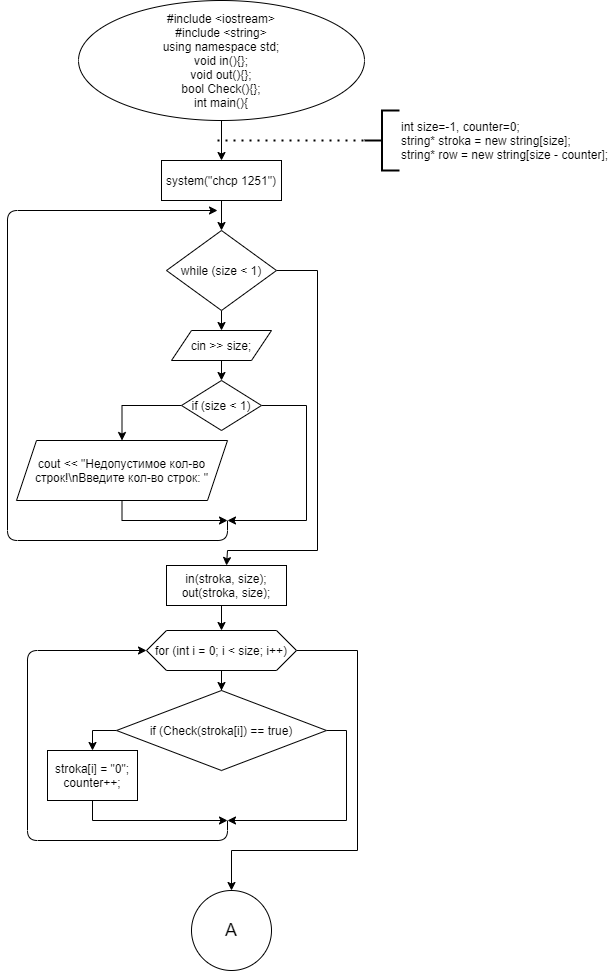 #include <iostream>
#include <string>
using namespace std;
void in(){};
void out(){};
bool Check(){};
int main(){
int size=-1, counter=0;
string* stroka = new string[size];
string* row = new string[size - counter];
system("chcp 1251")
while (size < 1)
cin >> size;
if (size < 1)
cout << "Недопустимое кол-во
строк!\nВведите кол-во строк: "
in(stroka, size);
out(stroka, size);
for (int i = 0; i < size; i++)
if (Check(stroka[i]) == true)
stroka[i] = "0";
counter++;
A